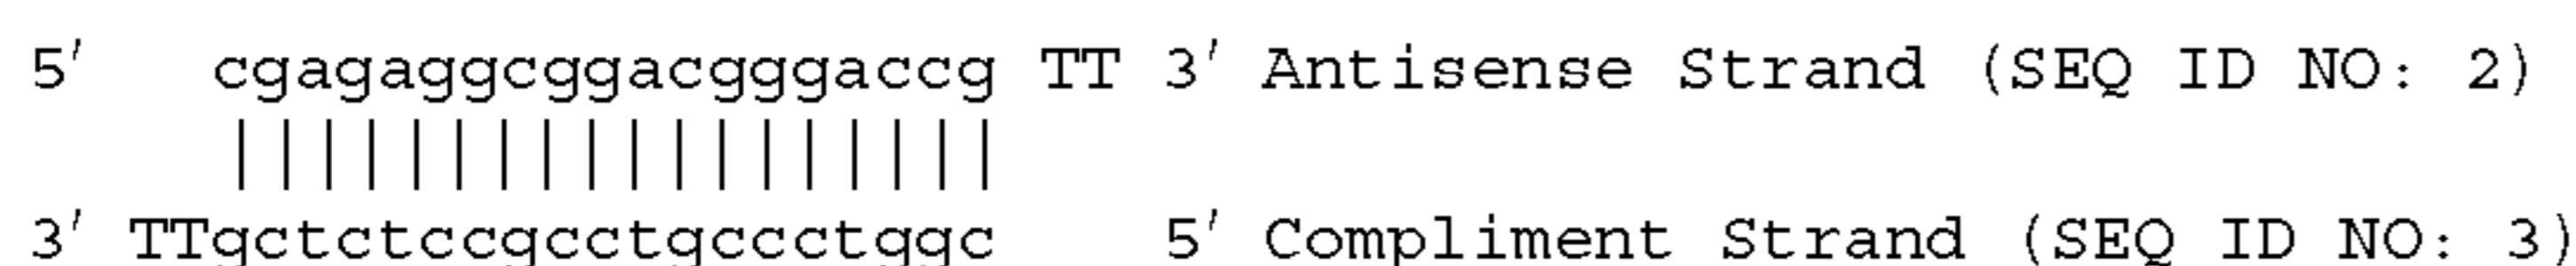 5' cgagaggcggacgggaccg TT 3' Antisense Strand (SEQ ID NO: 2)
||||||||||||||||||
3' TTgctctccgcctgccctggc 5' Compliment Strand (SEQ ID NO: 3)